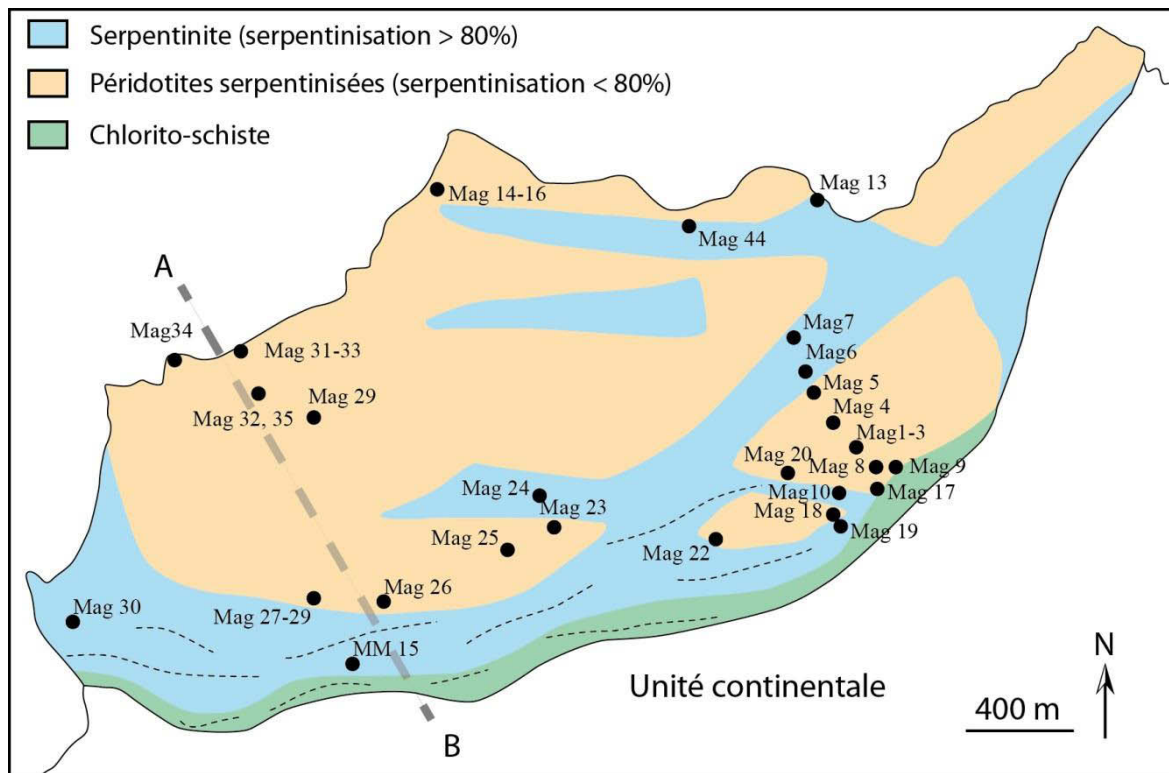 Serpentinite (serpentinisation > 80%)
Péridotites serpentinisées (serpentinisation < 80%)
Chlorito-schiste
Mag 13
Mag 14-16
Mag 44
A
Mag34
Mag 31-33
Mag7
Mag6
Mag 5
Mag 29
Mag 32, 35
Mag 4
Mag1-3
Mag 20
Mag 8
Mag 9
Mag 24
Mag10
Mag 17
Mag 23
Mag 18
Mag 19
Mag 25
Mag 22
Mag 26
Mag 30
Mag 27-29
MM 15
N
Unité continentale
400 m
B